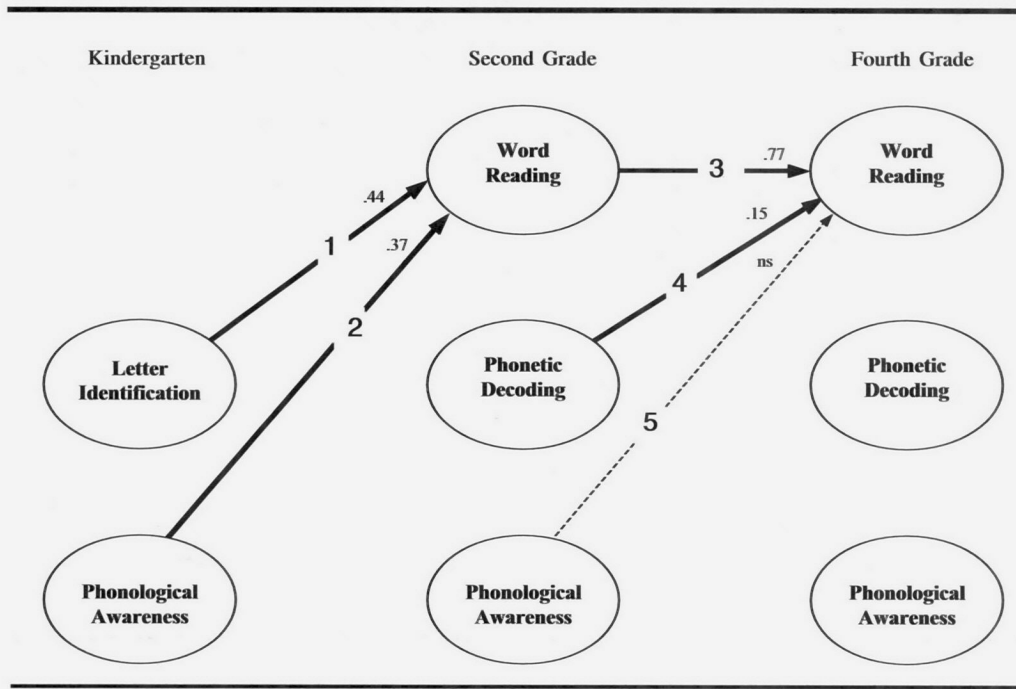 Kindergarten
Second Grade
Fourth Grade
Word
Reading
3
.77
Word
Reading
.44
.15
1
.37
ns
4
2
Letter
Identification
Phonetic
Decoding
Phonetic
Decoding
5
Phonological
Awareness
Phonological
Awareness
Phonological
Awareness